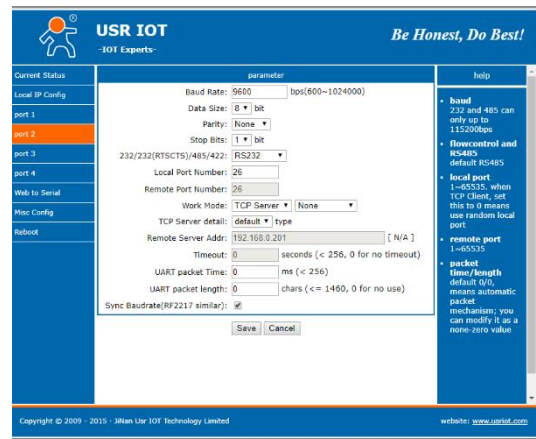 USR IOT
-IOT Experts-
Be Honest, Do Best!
Current Status
Local IP Config
port 1
port 2
port 3
port 4
Web to Serial
Misc Config
Reboot
parameter
Baud Rate: 9600 bps(600~1024000)
Data Size: 8 bit
Parity: None
Stop Bits: 1 bit
232/232(RTSCTS)/485/422: RS232
Local Port Number: 26
Remote Port Number: 26
Work Mode: TCP Server None
TCP Server detail: default type
Remote Server Addr: 192.168.0.201 [ N/A ]
Timeout: 0 seconds (< 256, 0 for no timeout)
UART packet Time: 0 ms (< 256)
UART packet length: 0 chars (<= 1460, 0 for no use)
Sync Baudrate(RF2217 similar):
Save Cancel
help
• baud
232 and 485 can
only up to
115200bps
• flowcontrol and
RS485
default RS485
• local port
1~65535. when
TCP Client, set
this to 0 means
use random local
port
• remote port
1~65535
• packet
time/length
default 0/0,
means automatic
packet
mechanism; you
can modify it as a
none-zero value
Copyright © 2009 - 2015 · JiNan Usr IOT Technology Limited
website: www.usriot.com